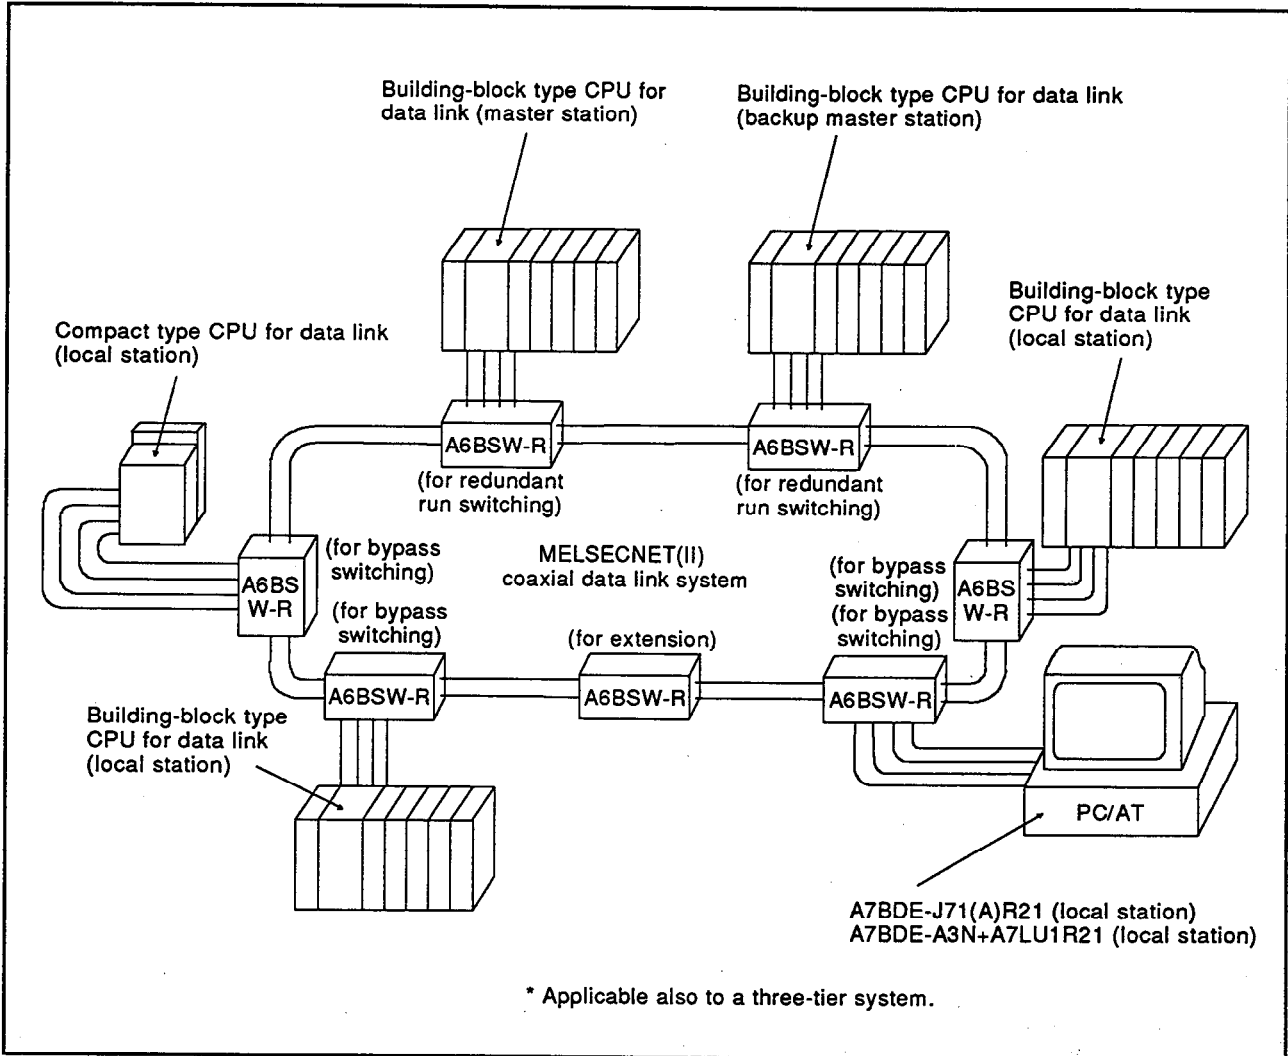 Building-block type CPU for
data link (master station)
Building-block type CPU for data link
(backup master station)
Building-block type
CPU for data link
(local station)
Compact type CPU for data link
(local station)
A6BSW-R
A6BSW-R
(for redundant
run switching)
(for redundant
run switching)
A6BS
W-R
(for bypass
switching)
MELSECNET(II)
coaxial data link system
(for bypass
switching)
A6BS
W-R
(for bypass
switching)
(for extension)
(for bypass
switching)
A6BSW-R
A6BSW-R
A6BSW-R
Building-block type
CPU for data link
(local station)
PC/AT
A7BDE-J71(A)R21 (local station)
A7BDE-A3N+A7LU1R21 (local station)
* Applicable also to a three-tier system.